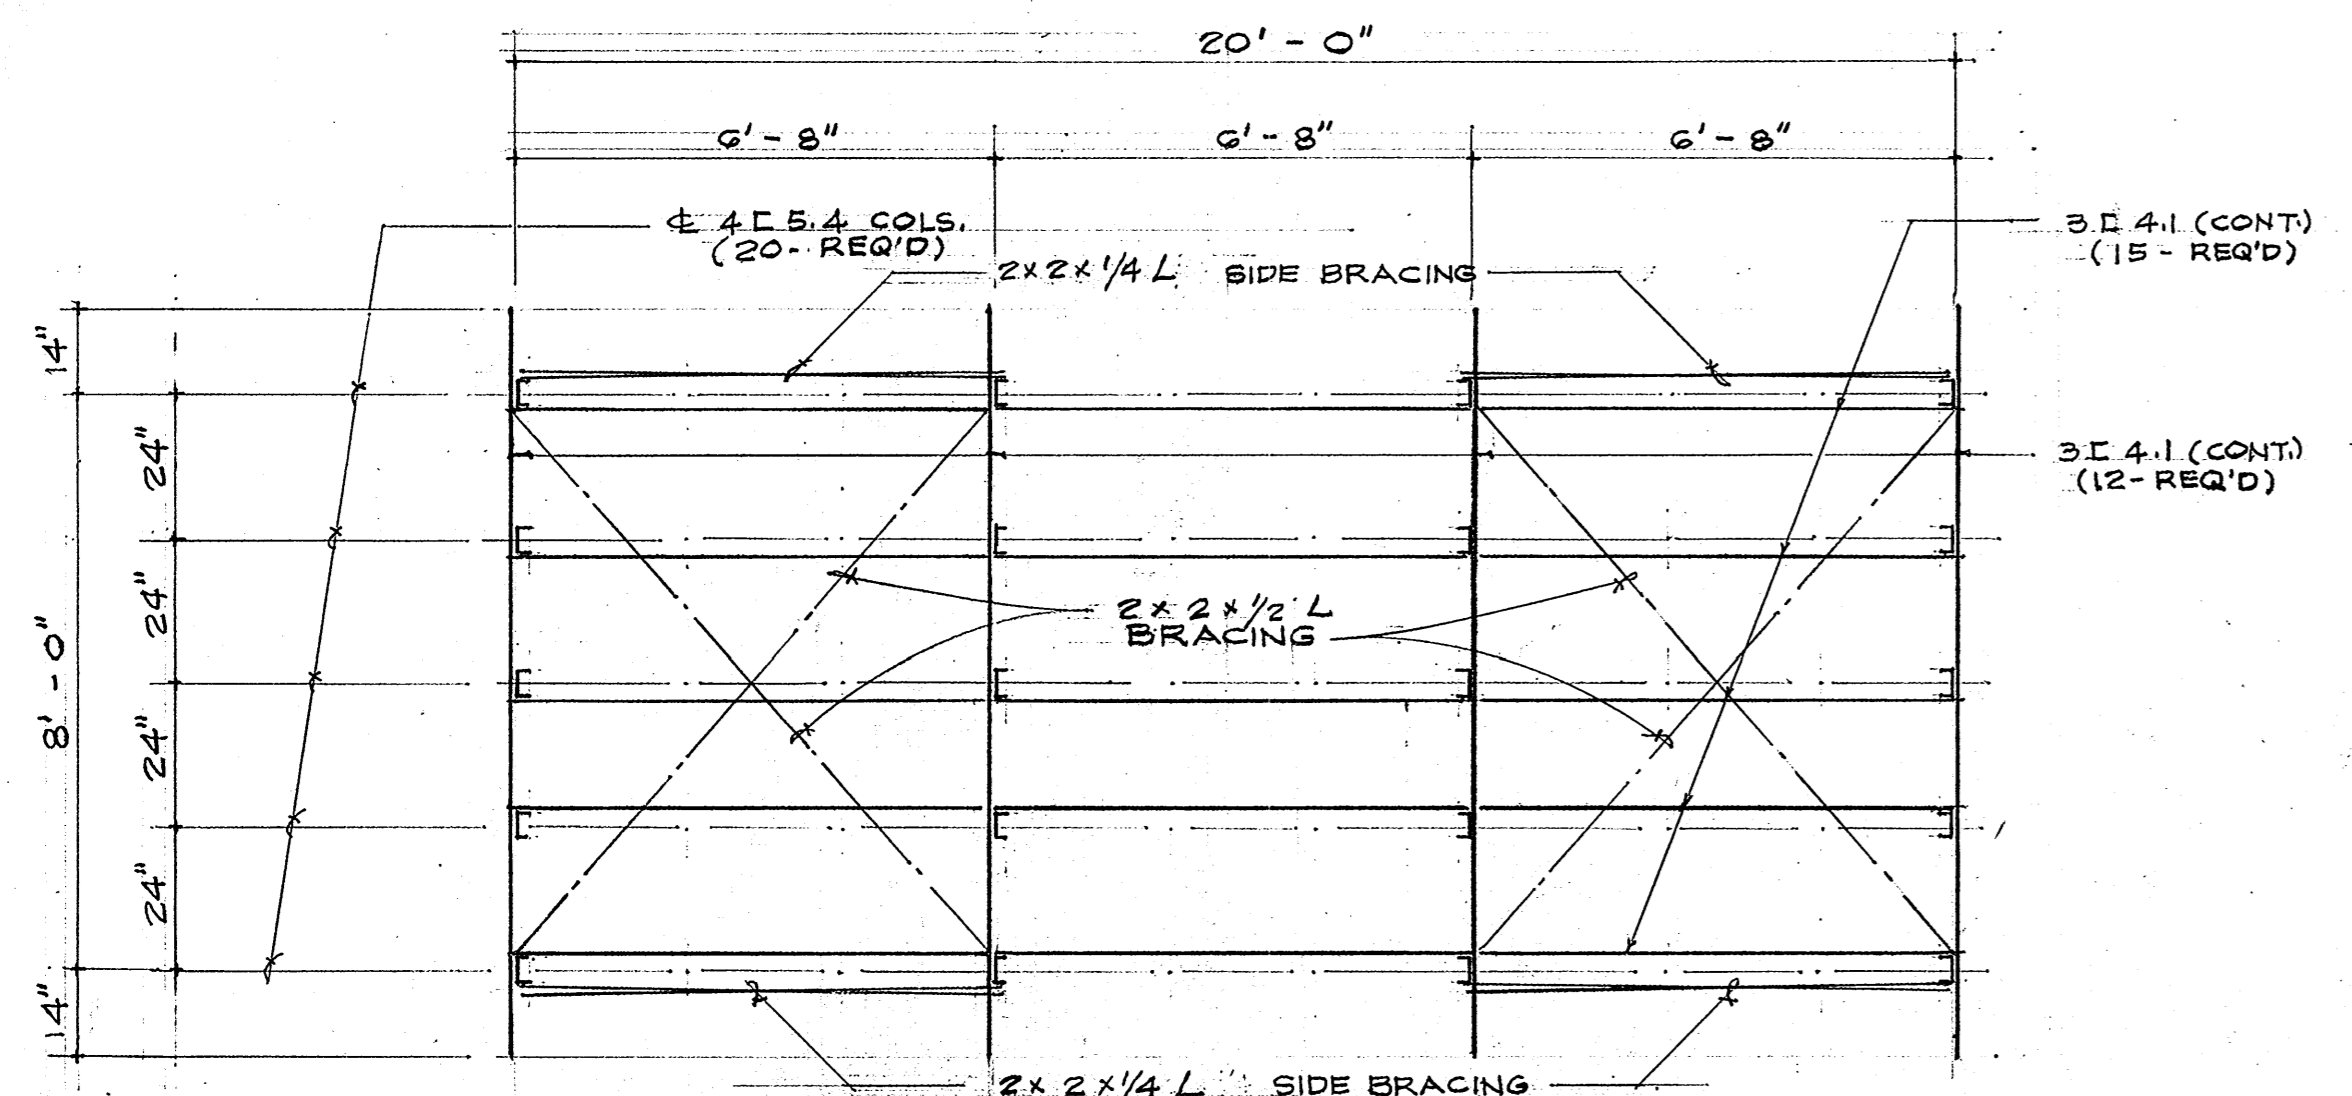 20' - 0"
6' - 8"
6' - 8"
6' - 8"
℄ 4 [ 5.4 COLS.
(20- REQ'D)
3 [ 4.1 (CONT.)
(15 - REQ'D)
2 x 2 x 1/4 L SIDE BRACING
14"
24"
3 [ 4.1 (CONT.)
(12- REQ'D)
24"
8' - 0"
2 x 2 x 1/2 L
BRACING
24"
24"
14"
2 x 2 x 1/4 L SIDE BRACING